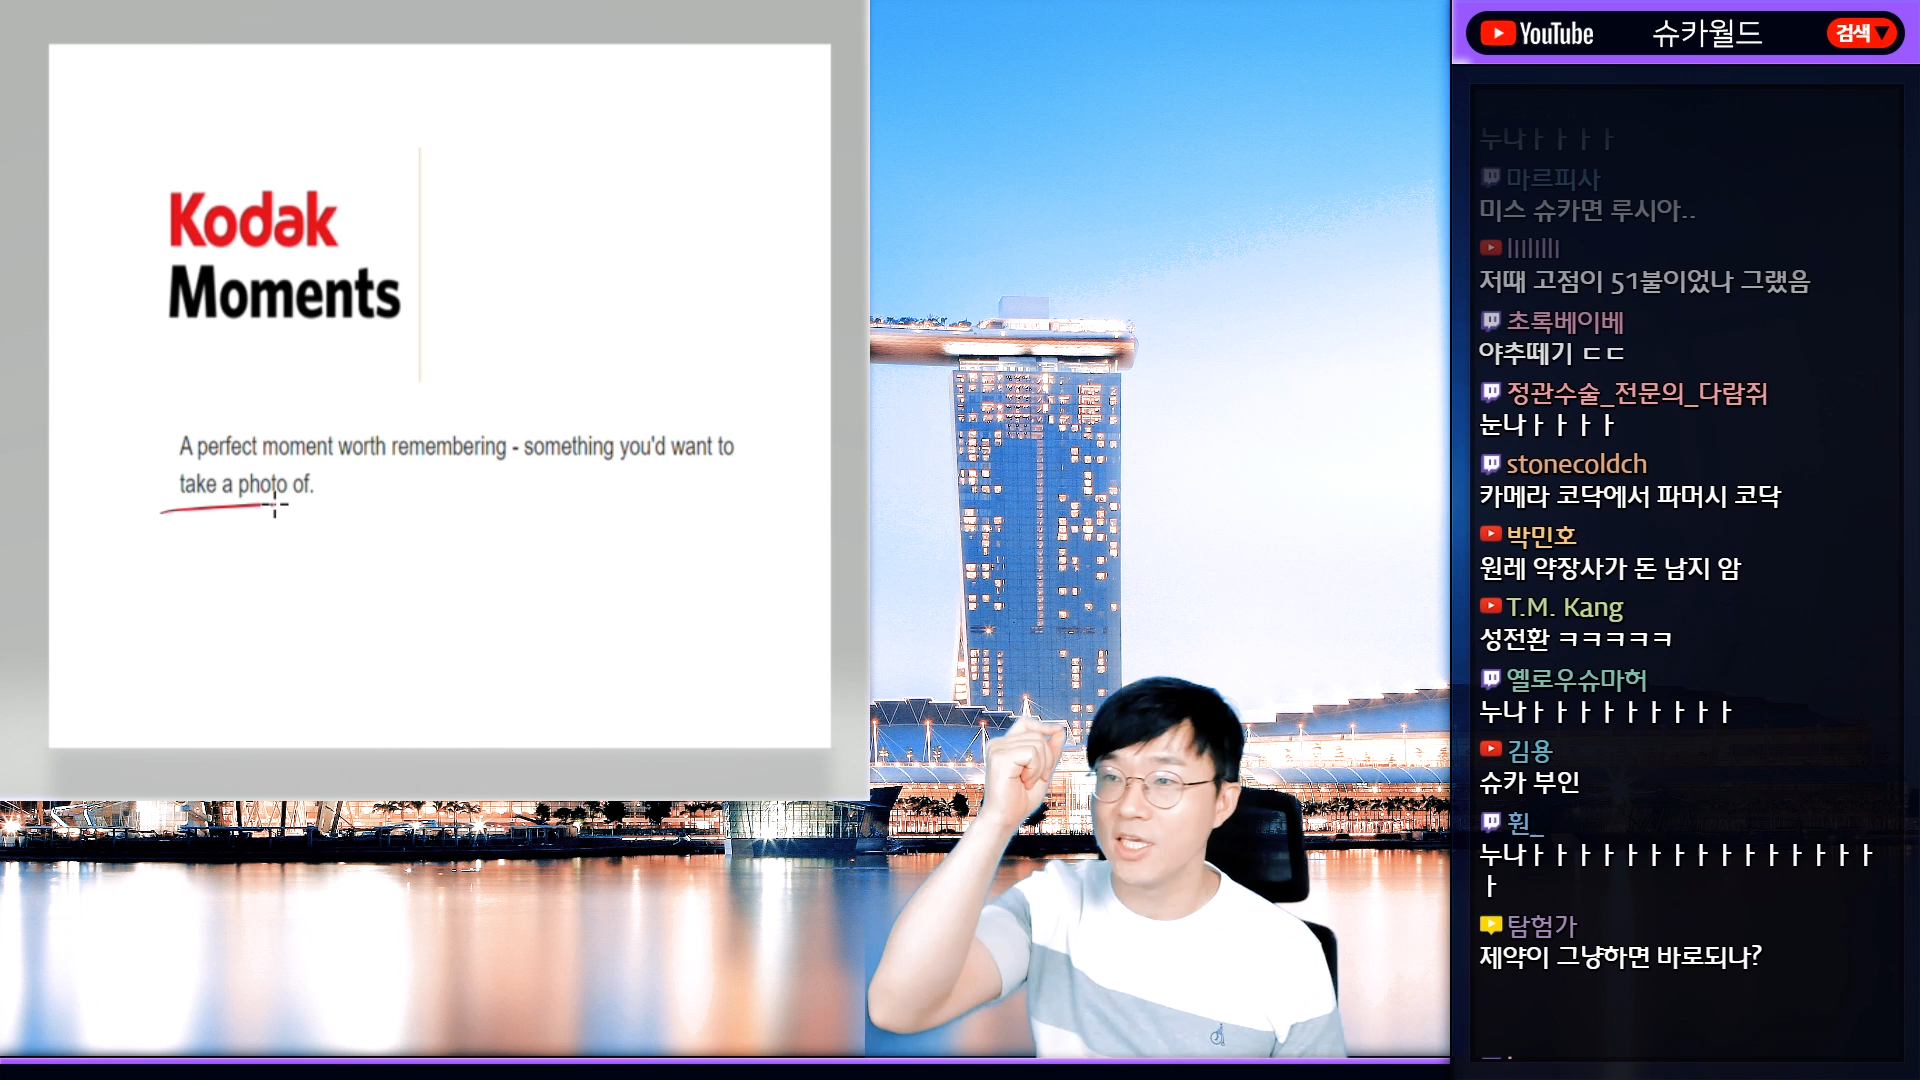 Kodak
Moments
A perfect moment worth remembering - something you'd want to
take a photo of.
YouTube 슈카월드 검색▼
누나ㅏㅏㅏㅏ
마르피사
미스 슈카면 루시아..
저때 고점이 51불이었나 그랬음
초록베이베
야추떼기 ㄷㄷ
정관수술_전문의_다람쥐
눈나ㅏㅏㅏㅏ
stonecoldch
카메라 코닥에서 파머시 코닥
박민호
원레 약장사가 돈 남지 암
T.M. Kang
성전환 ㅋㅋㅋㅋㅋ
옐로우슈마허
누나ㅏㅏㅏㅏㅏㅏㅏㅏㅏ
김용
슈카 부인
훤_
누나ㅏㅏㅏㅏㅏㅏㅏㅏㅏㅏㅏㅏㅏㅏㅏ
ㅏ
탐험가
제약이 그냥하면 바로되나?